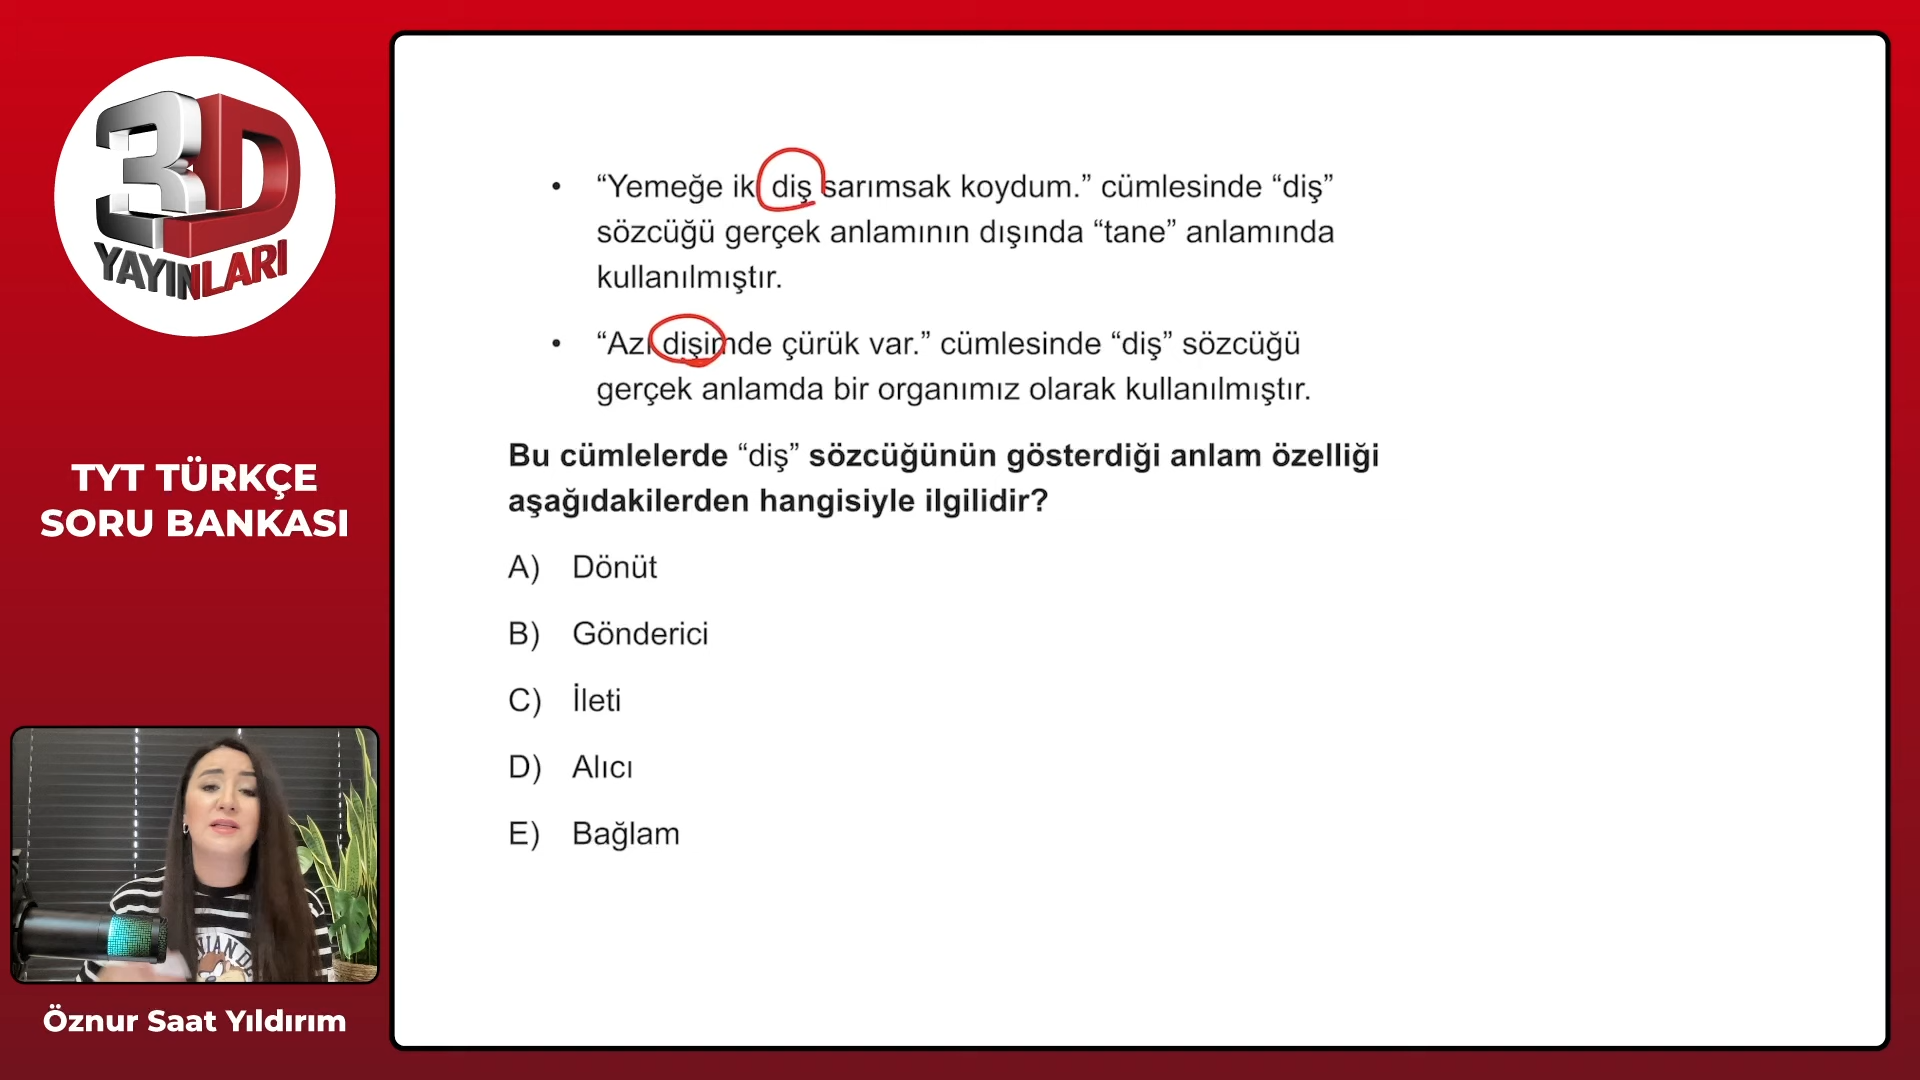 3D
YAYINLARI
TYT TÜRKÇE
SORU BANKASI
Öznur Saat Yıldırım
• “Yemeğe iki diş sarımsak koydum.” cümlesinde “diş”
sözcüğü gerçek anlamının dışında “tane” anlamında
kullanılmıştır.
• “Azı dişimde çürük var.” cümlesinde “diş” sözcüğü
gerçek anlamda bir organımız olarak kullanılmıştır.
Bu cümlelerde “diş” sözcüğünün gösterdiği anlam özelliği
aşağıdakilerden hangisiyle ilgilidir?
A) Dönüt
B) Gönderici
C) İleti
D) Alıcı
E) Bağlam